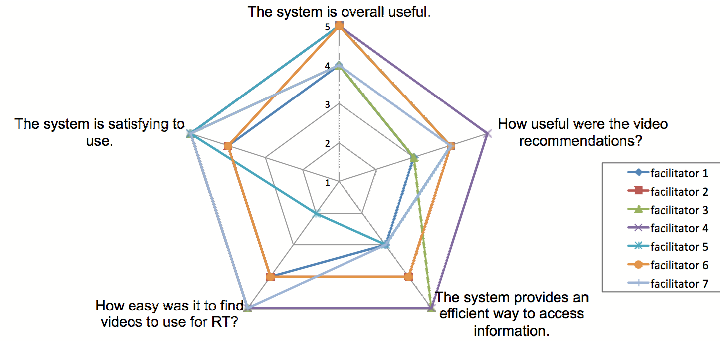 The system is overall useful.
5
4
3
2
1
The system is satisfying to
use.
How useful were the video
recommendations?
facilitator 1
facilitator 2
facilitator 3
facilitator 4
facilitator 5
facilitator 6
facilitator 7
How easy was it to find
videos to use for RT?
The system provides an
efficient way to access
information.